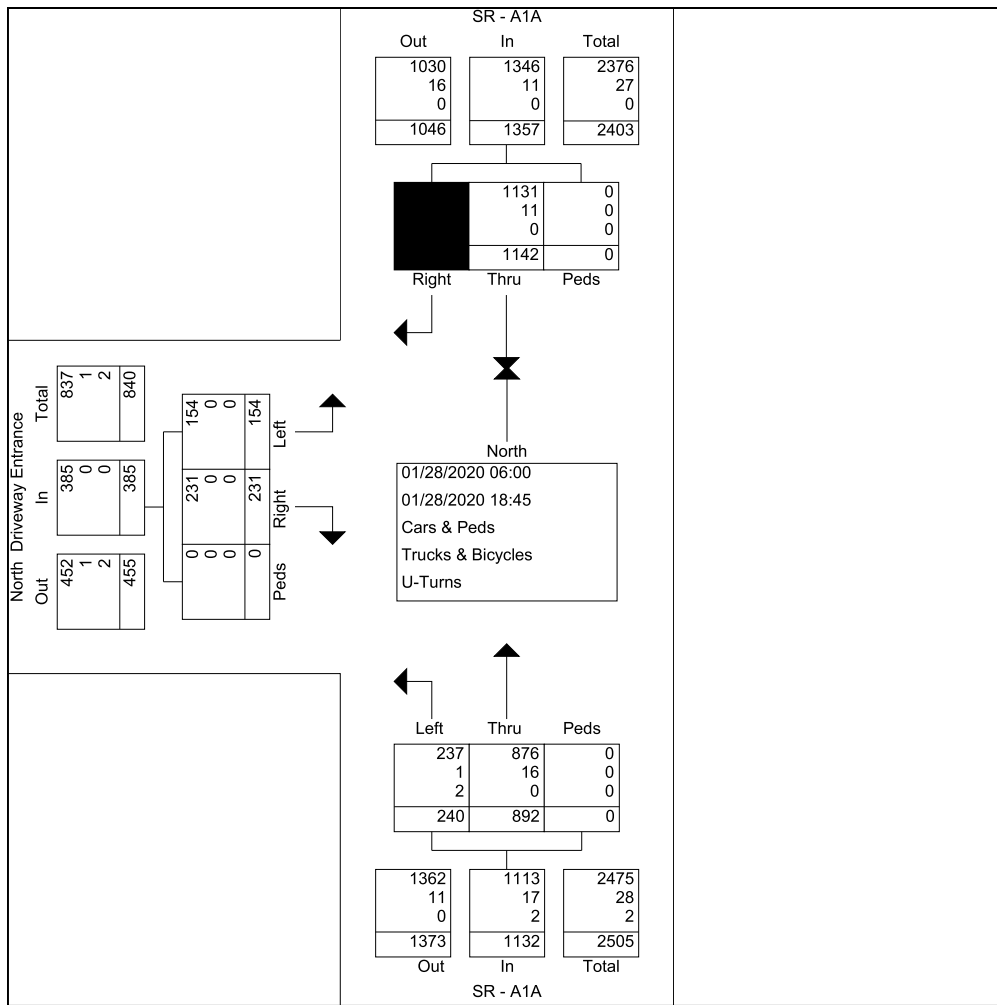 SR - A1A
Out In Total
1030 1346 2376
16 11 27
0 0 0
1046 1357 2403
1131 0
11 0
0 0
1142 0
Right Thru Peds
North Driveway Entrance
Total
837
1
2
840
In
385
0
0
385
Out
452
1
2
455
154
0
0
154
Left
231
0
0
231
Right
0
0
0
0
Peds
North
01/28/2020 06:00
01/28/2020 18:45
Cars & Peds
Trucks & Bicycles
U-Turns
Left Thru Peds
237 876 0
1 16 0
2 0 0
240 892 0
1362 1113 2475
11 17 28
0 2 2
1373 1132 2505
Out In Total
SR - A1A